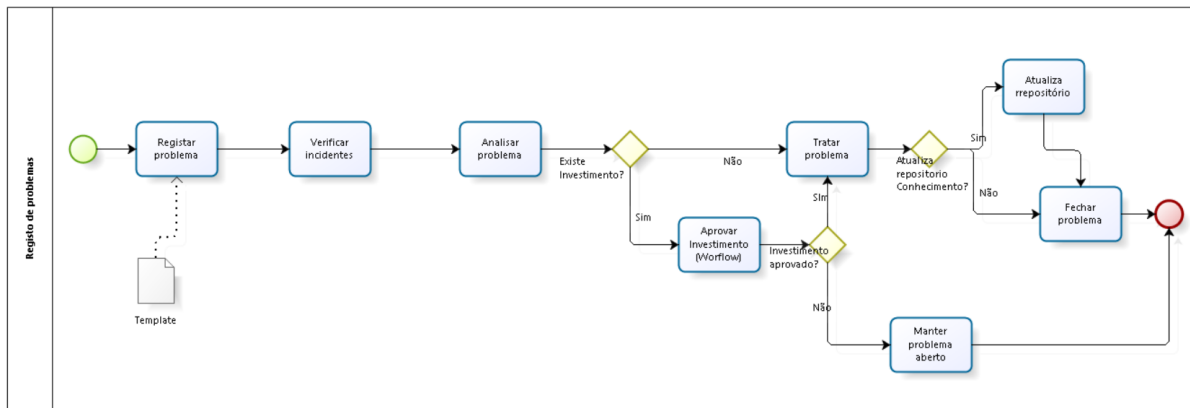 Registo de problemas
Registar
problema
Template
Verificar
incidentes
Analisar
problema
Existe
Investimento?
Não
Sim
Aprovar
Investimento
(Worflow)
Investimento
aprovado?
SIm
Não
Tratar
problema
Manter
problema
aberto
Atualiza
repositorio
Conhecimento?
Sim
Não
Atualiza
rrepositório
Fechar
problema